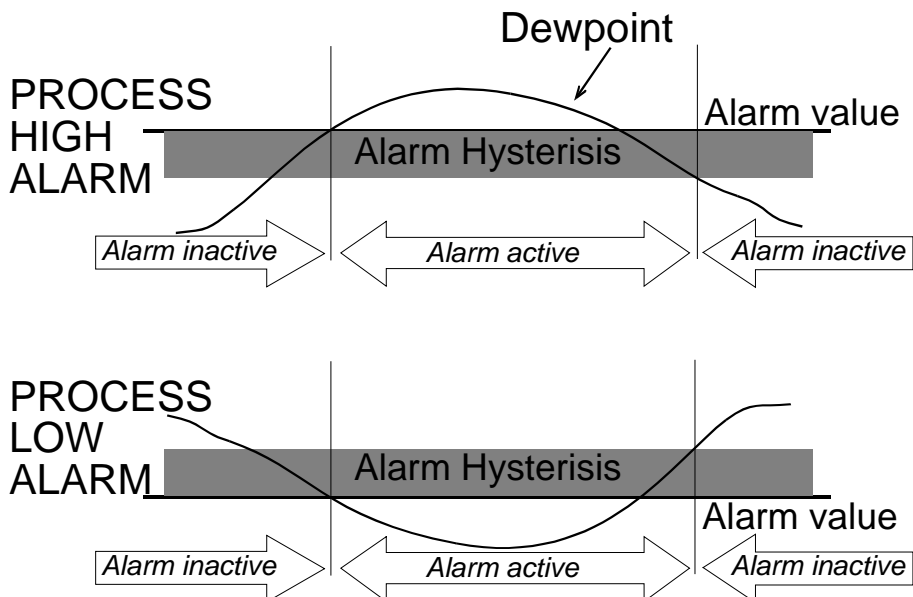 Dewpoint
PROCESS
HIGH
ALARM
Alarm value
Alarm Hysterisis
Alarm inactive
Alarm active
Alarm inactive
PROCESS
LOW
ALARM
Alarm Hysterisis
Alarm value
Alarm inactive
Alarm active
Alarm inactive